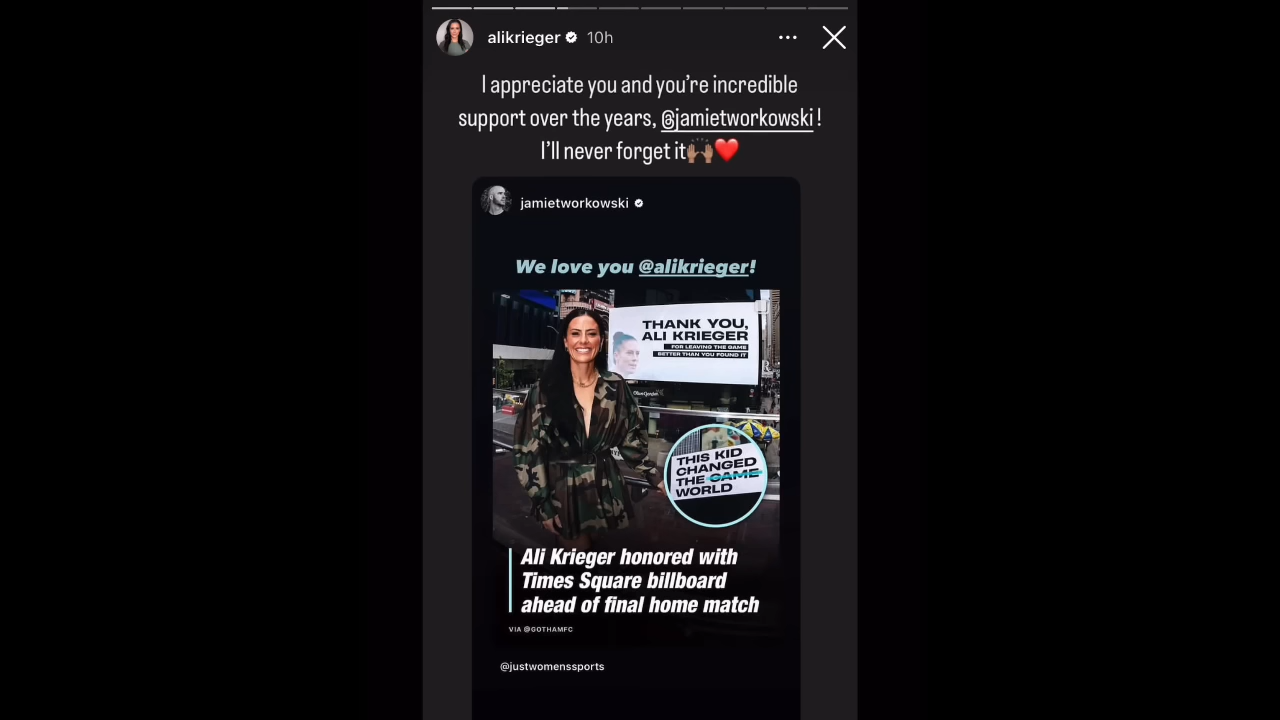 alikrieger 10h
I appreciate you and you're incredible
support over the years, @jamietworkowski!
I'll never forget it🙌🏽❤️
jamietworkowski
We love you @alikrieger!
THANK YOU,
ALI KRIEGER
FOR LEAVING THE GAME
BETTER THAN YOU FOUND IT
OliveGarden
THIS KID
CHANGED
THE GAME
WORLD
Ali Krieger honored with
Times Square billboard
ahead of final home match
VIA @GOTHAMFC
@justwomenssports